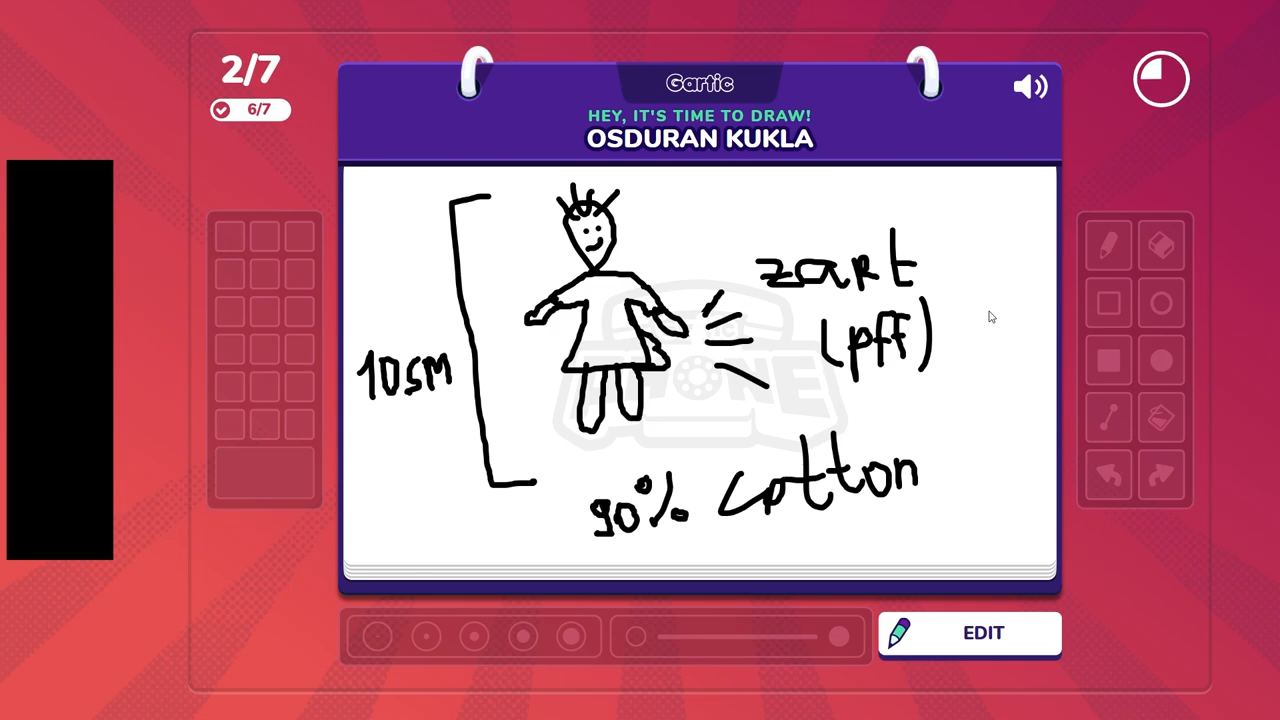 2/7
6/7
Gartic
HEY, IT'S TIME TO DRAW!
OSDURAN KUKLA
zart
(pff)
10sm
90% cotton
EDIT